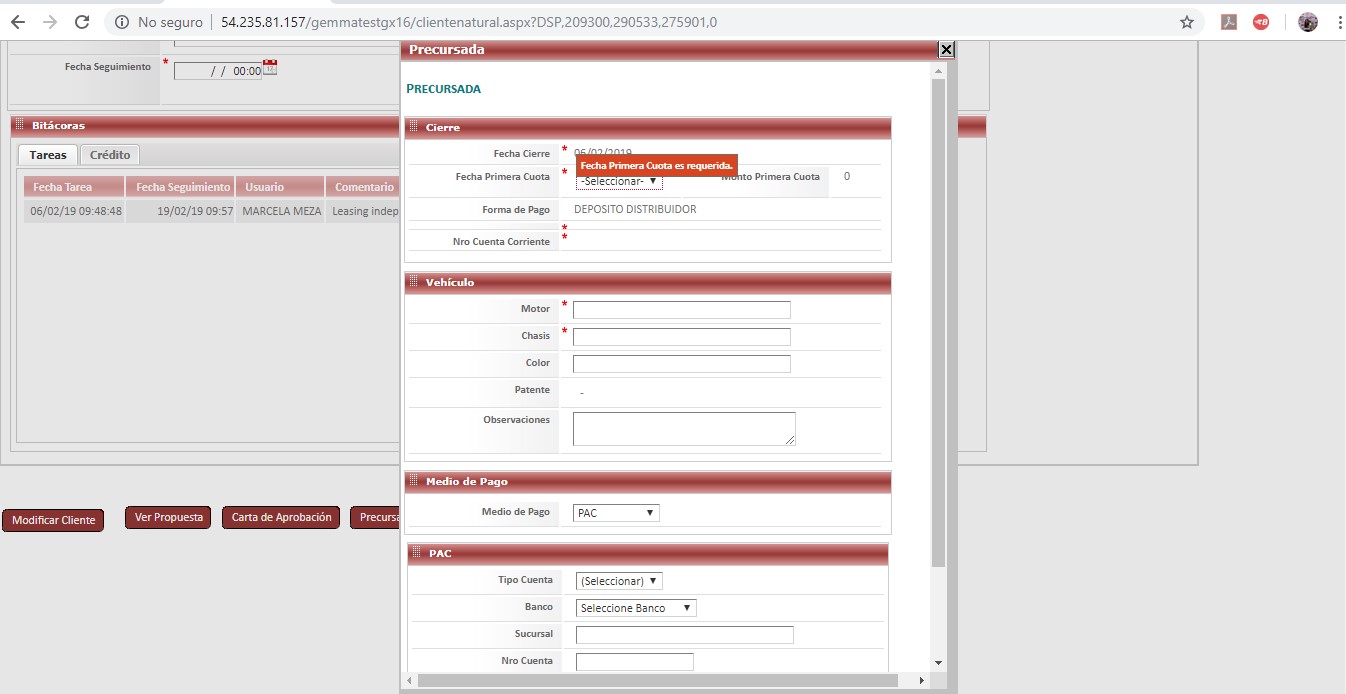 No seguro | 54.235.81.157/gemmatestgx16/clientenatural.aspx?DSP,209300,290533,275901,0
Fecha Seguimiento * / / 00:00
Bitácoras
Tareas Crédito
Fecha Tarea Fecha Seguimiento Usuario Comentario
06/02/19 09:48:48 19/02/19 09:57 MARCELA MEZA Leasing indep
Modificar Cliente Ver Propuesta Carta de Aprobación Precursa
Precursada
PRECURSADA
Cierre
Fecha Cierre * 06/02/2019
Fecha Primera Cuota es requerida.
Fecha Primera Cuota * -Seleccionar- Monto Primera Cuota 0
Forma de Pago DEPOSITO DISTRIBUIDOR
*
Nro Cuenta Corriente *
Vehículo
Motor *
Chasis *
Color
Patente -
Observaciones
Medio de Pago
Medio de Pago PAC
PAC
Tipo Cuenta (Seleccionar)
Banco Seleccione Banco
Sucursal
Nro Cuenta